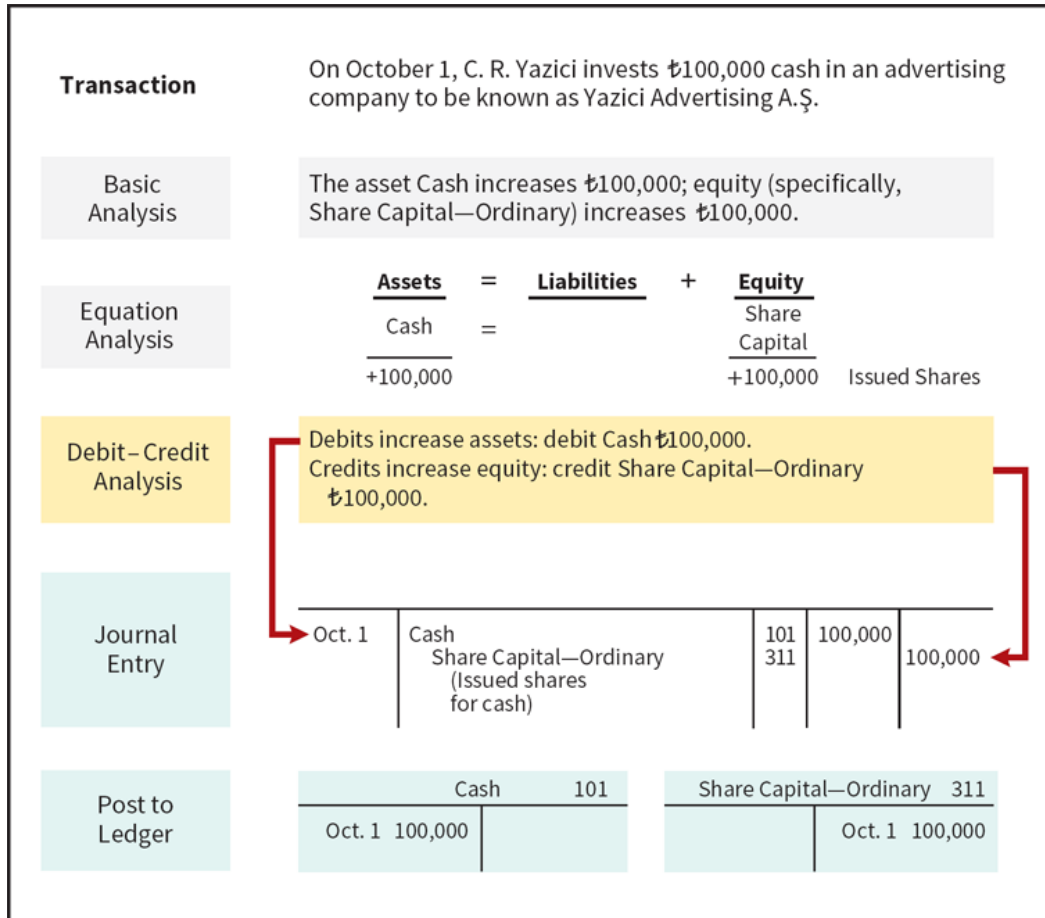 Transaction
On October 1, C. R. Yazici invests ₺100,000 cash in an advertising
company to be known as Yazici Advertising A.Ş.
Basic
Analysis
The asset Cash increases ₺100,000; equity (specifically,
Share Capital—Ordinary) increases ₺100,000.
Equation
Analysis
Assets = Liabilities + Equity
Cash = Share
Capital
+100,000 +100,000 Issued Shares
Debit–Credit
Analysis
Debits increase assets: debit Cash ₺100,000.
Credits increase equity: credit Share Capital—Ordinary
₺100,000.
Journal
Entry
Oct. 1 Cash 101 100,000
Share Capital—Ordinary 311 100,000
(Issued shares
for cash)
Post to
Ledger
Cash 101
Oct. 1 100,000
Share Capital—Ordinary 311
Oct. 1 100,000